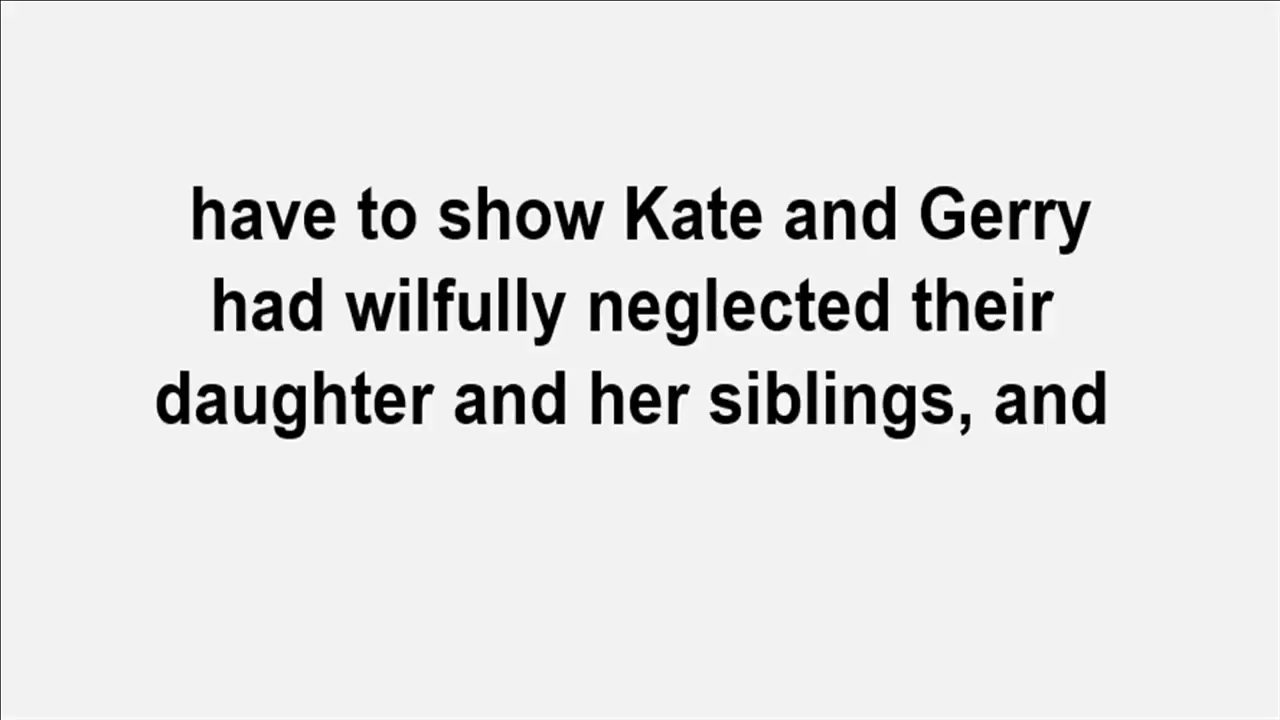 have to show Kate and Gerry
had wilfully neglected their
daughter and her siblings, and